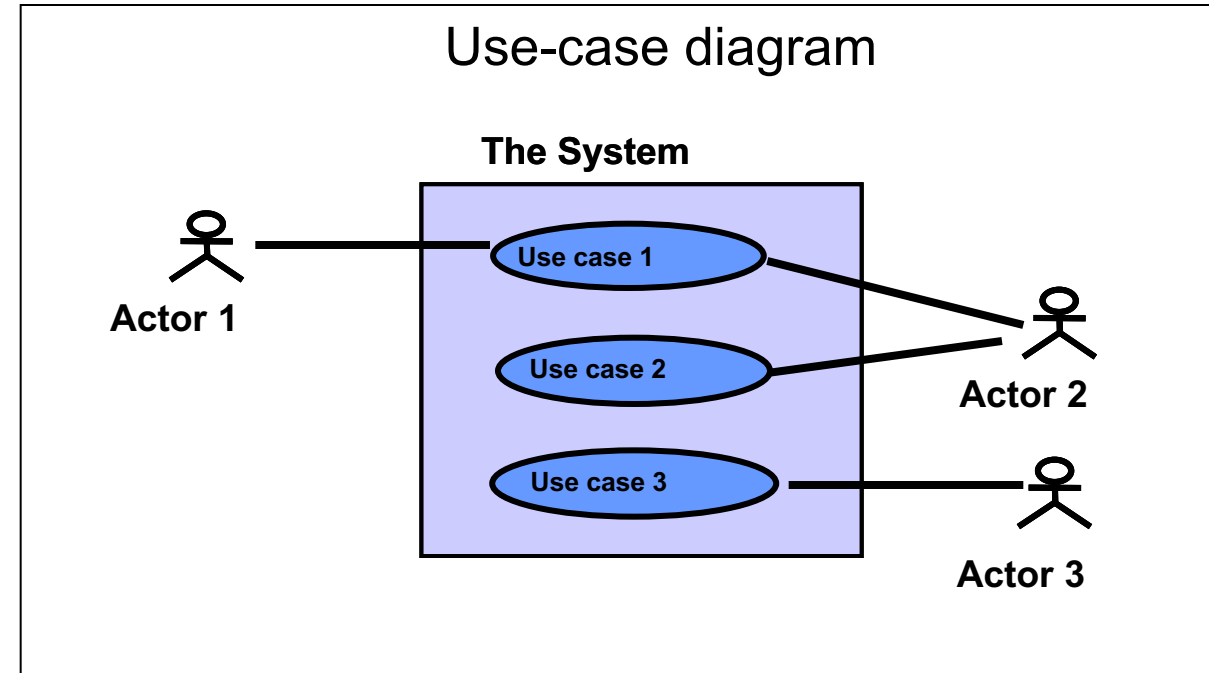 Use-case diagram
The System
Use case 1
Actor 1
Use case 2
Actor 2
Use case 3
Actor 3